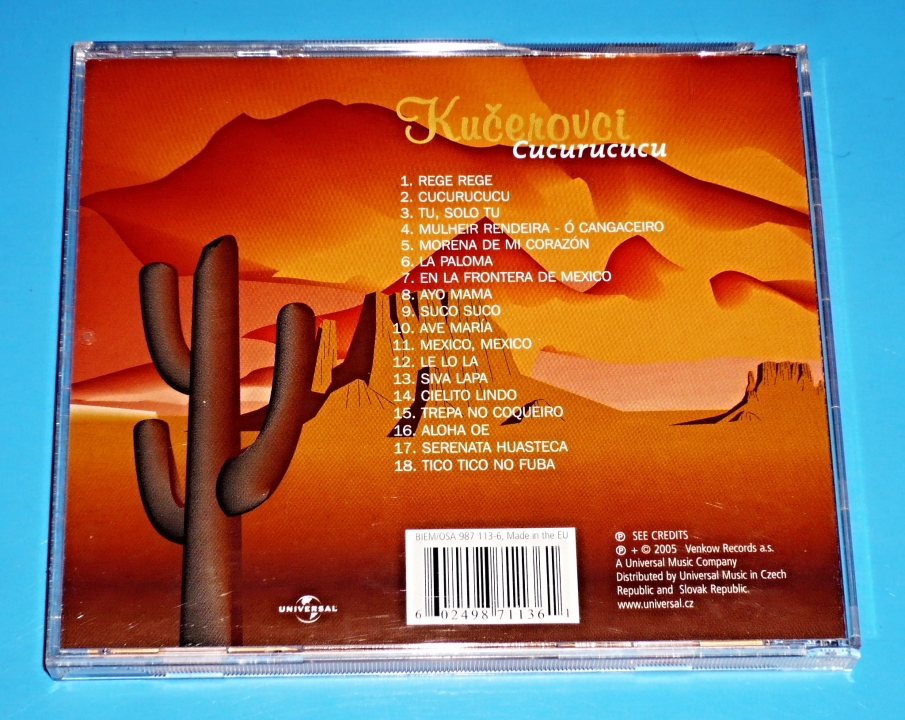 Kučerovci
Cucurucucu
1. REGE REGE
2. CUCURUCUCU
3. TU, SOLO TU
4. MULHEIR RENDEIRA - Ó CANGACEIRO
5. MORENA DE MI CORAZÓN
6. LA PALOMA
7. EN LA FRONTERA DE MEXICO
8. AYO MAMA
9. SUCO SUCO
10. AVE MARÍA
11. MEXICO, MEXICO
12. LE LO LA
13. SIVA LAPA
14. CIELITO LINDO
15. TREPA NO COQUEIRO
16. ALOHA OE
17. SERENATA HUASTECA
18. TICO TICO NO FUBA
UNIVERSAL
BIEM/OSA 987 113-6, Made in the EU
6 02498 71136 1
℗ SEE CREDITS
℗ + © 2005 Venkow Records a.s.
A Universal Music Company
Distributed by Universal Music in Czech
Republic and Slovak Republic.
www.universal.cz